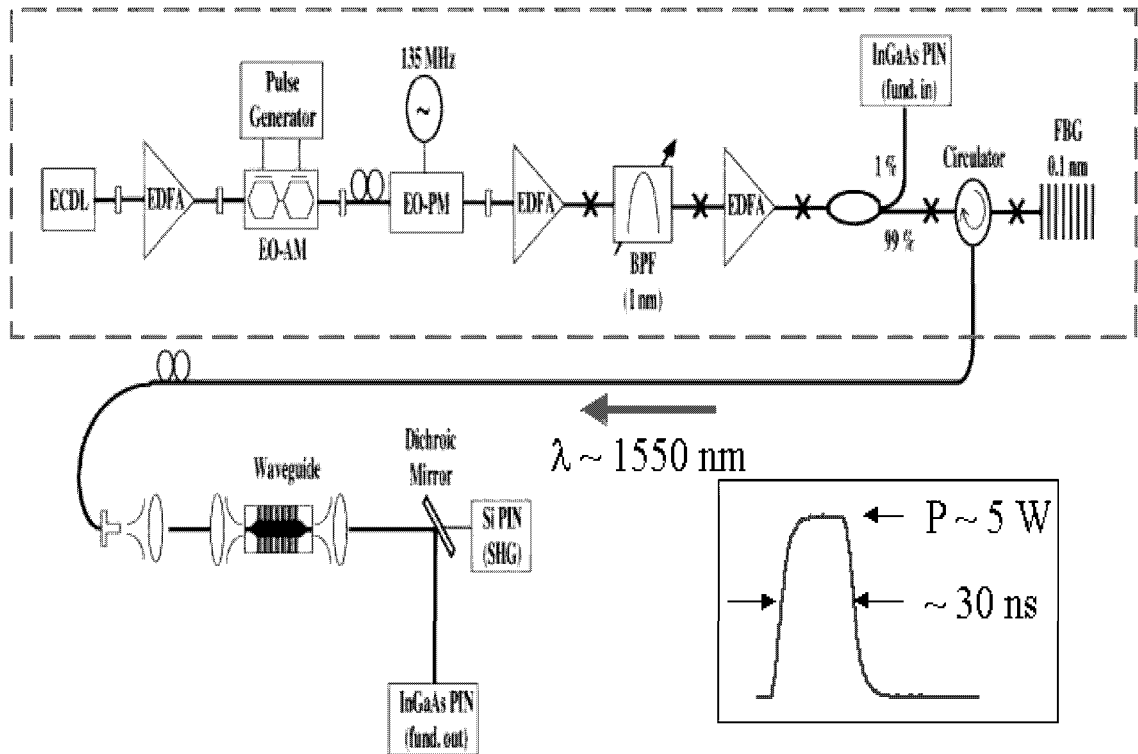 135 MHz
~
Pulse
Generator
InGaAs PIN
(fund. in)
FBG
0.1 nm
Circulator
1 %
99 %
ECDL
EDFA
EO-AM
EO-PM
EDFA
BPF
(1 nm)
EDFA
λ ~ 1550 nm
Dichroic
Mirror
Waveguide
Si PIN
(SHG)
InGaAs PIN
(fund. out)
P ~ 5 W
~ 30 ns